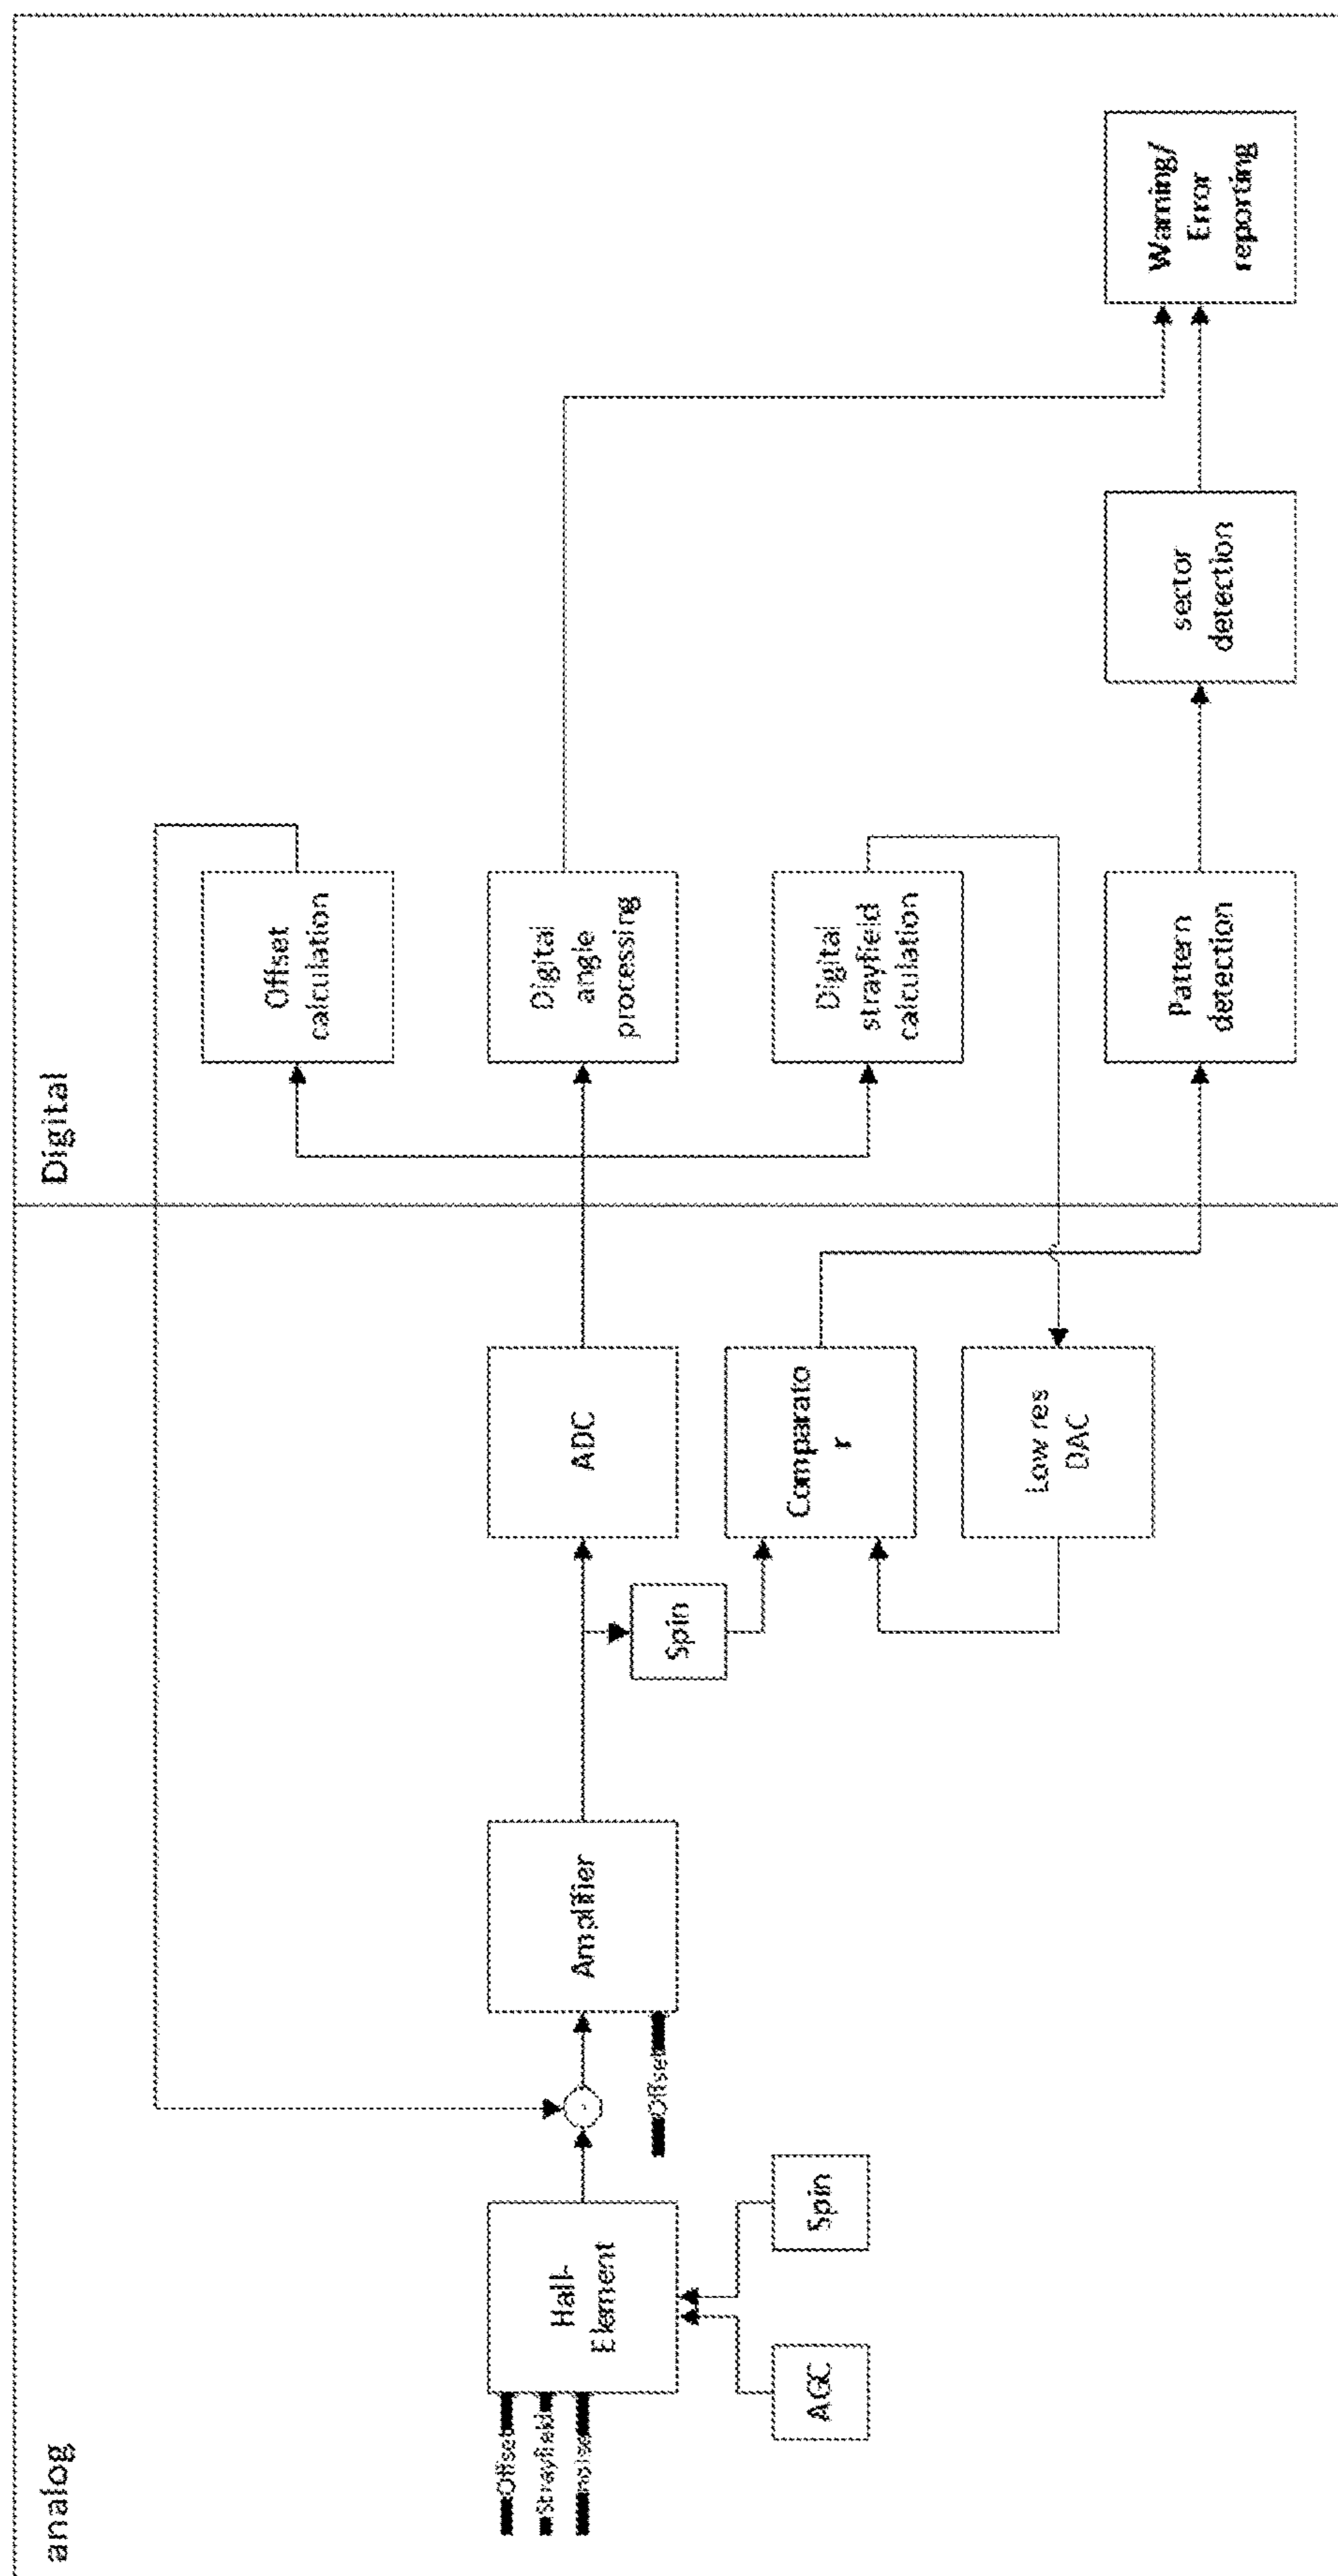 analog
Digital
Offset
Strayfield
noise
Hall-
Element
AGC
Spin
Offset
Amplifier
Spin
ADC
Comparato
r
Low res
DAC
Offset
calculation
Digital
angle
processing
Digital
strayfield
calculation
Pattern
detection
sector
detection
Warning/
Error
reporting